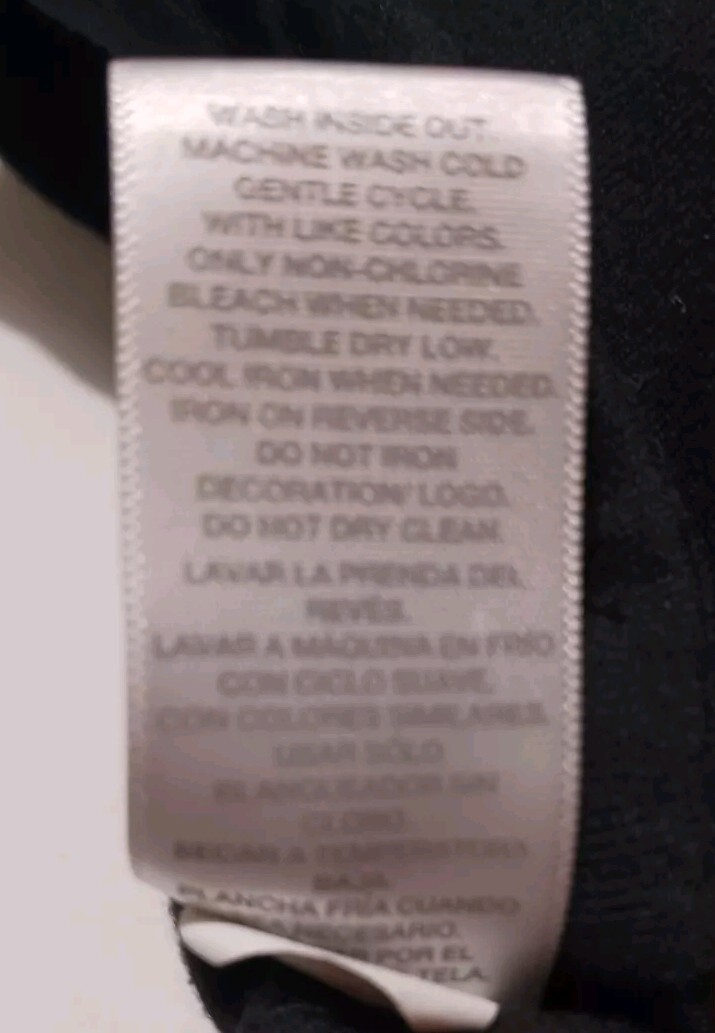 WASH INSIDE OUT.
MACHINE WASH COLD
GENTLE CYCLE.
WITH LIKE COLORS.
ONLY NON-CHLORINE
BLEACH WHEN NEEDED.
TUMBLE DRY LOW.
COOL IRON WHEN NEEDED.
IRON ON REVERSE SIDE.
DO NOT IRON
DECORATION/ LOGO.
DO NOT DRY CLEAN.
LAVAR LA PRENDA DEL
REVÉS.
LAVAR A MÁQUINA EN FRÍO
CON CICLO SUAVE.
CON COLORES SIMILARES.
USAR SÓLO
BLANQUEADOR SIN
CLORO.
SECAR A TEMPERATURA
BAJA.
PLANCHA FRÍA CUANDO
NECESARIO.
POR EL
TELA.